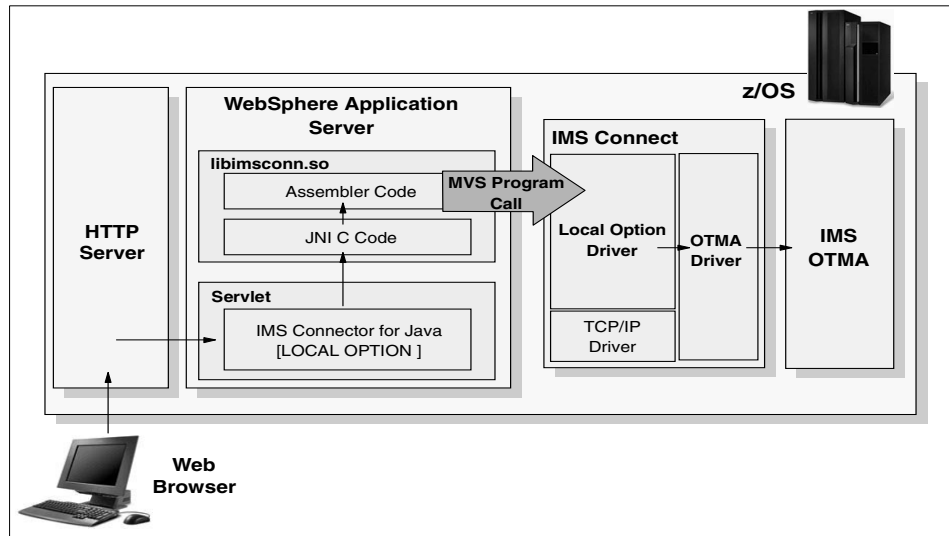 z/OS
HTTP
Server
WebSphere Application
Server
libimsconn.so
Assembler Code
JNI C Code
Servlet
IMS Connector for Java
[LOCAL OPTION ]
MVS Program
Call
IMS Connect
Local Option
Driver
TCP/IP
Driver
OTMA
Driver
IMS
OTMA
Web
Browser